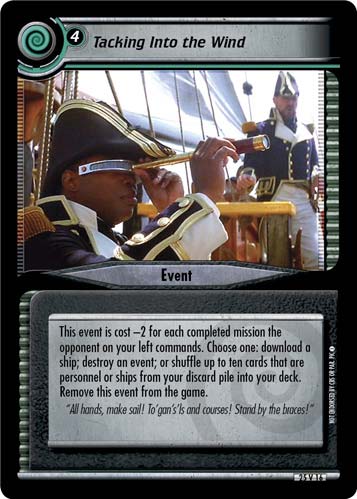 4
Tacking Into the Wind
Event
This event is cost –2 for each completed mission the
opponent on your left commands. Choose one: download a
ship; destroy an event; or shuffle up to ten cards that are
personnel or ships from your discard pile into your deck.
Remove this event from the game.
"All hands, make sail! To'gan's'ls and courses! Stand by the braces!"
NOT ENDORSED BY CBS OR PAR. PIC.
25 V 16